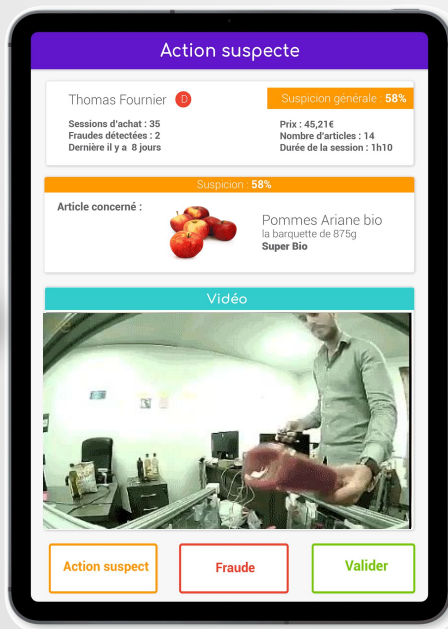 Action suspecte
Thomas Fournier D
Suspicion générale : 58%
Sessions d'achat : 35
Fraudes détectées : 2
Dernière il y a 8 jours
Prix : 45,21€
Nombre d'articles : 14
Durée de la session : 1h10
Suspicion : 58%
Article concerné :
Pommes Ariane bio
la barquette de 875g
Super Bio
Vidéo
Action suspect
Fraude
Valider